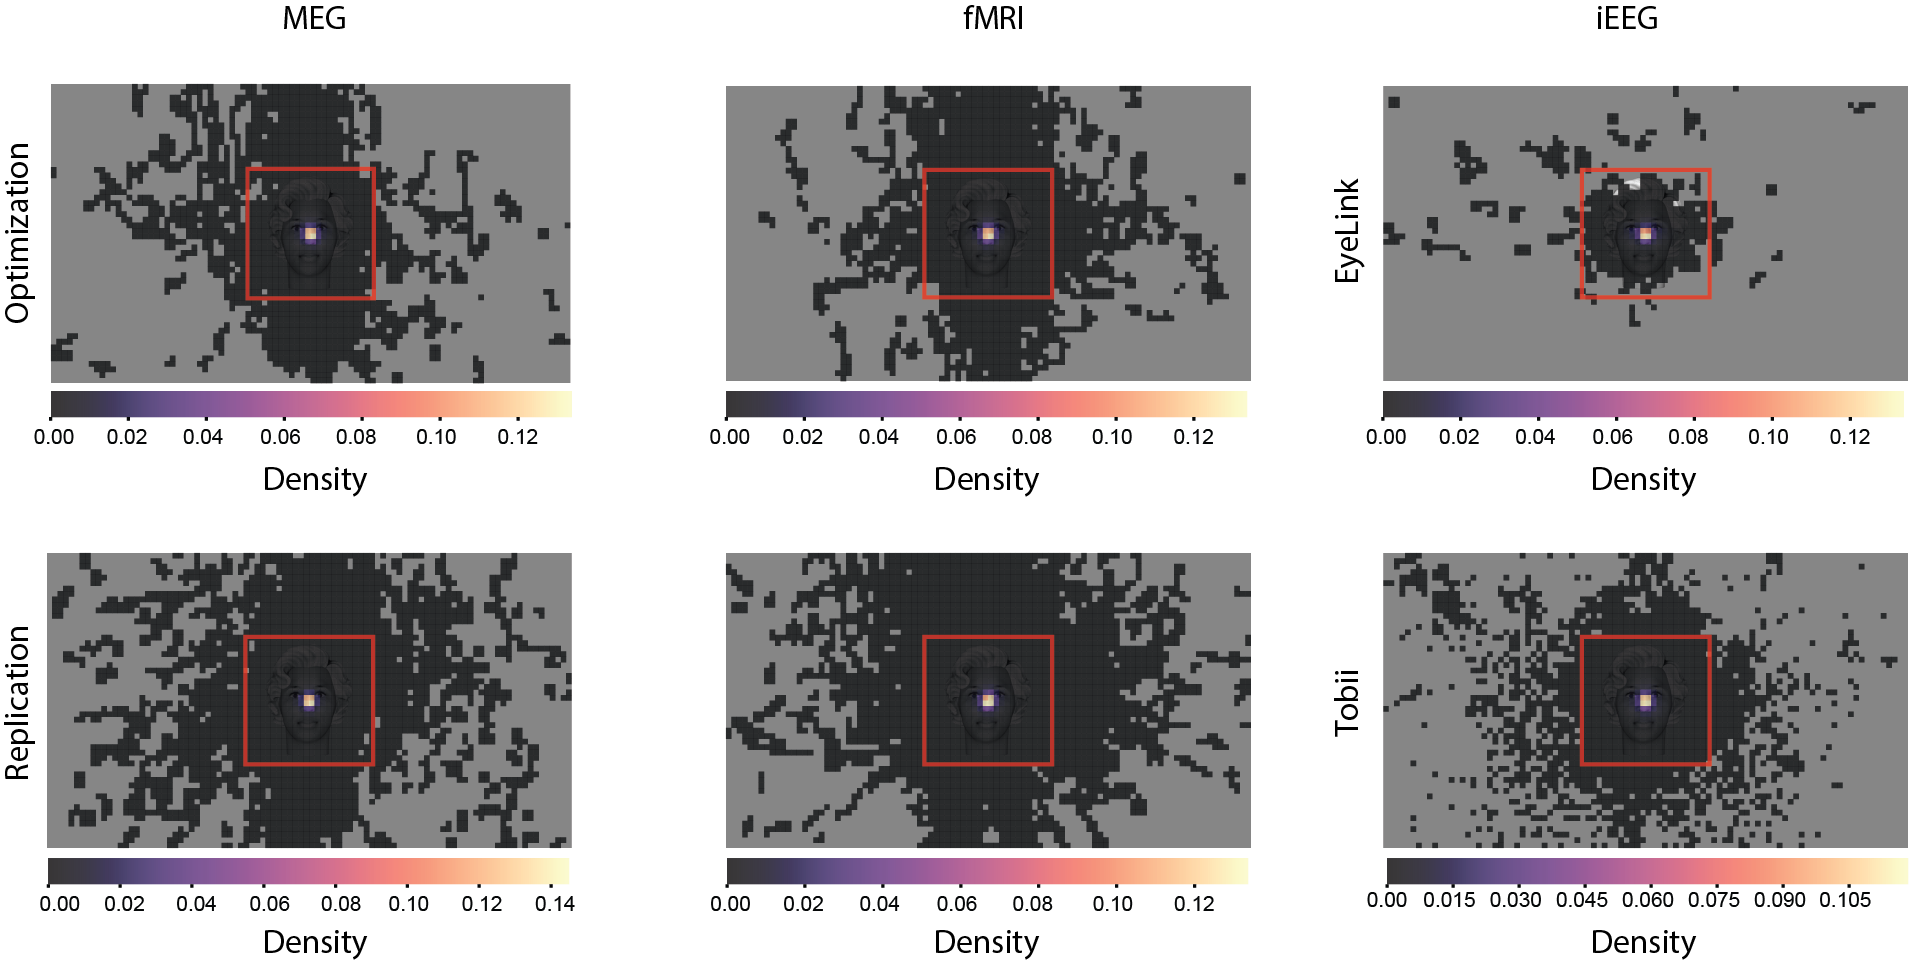 MEG fMRI iEEG
Optimization
EyeLink
0.00 0.02 0.04 0.06 0.08 0.10 0.12
0.00 0.02 0.04 0.06 0.08 0.10 0.12
0.00 0.02 0.04 0.06 0.08 0.10 0.12
Density Density Density
Replication
Tobii
0.00 0.02 0.04 0.06 0.08 0.10 0.12 0.14
0.00 0.02 0.04 0.06 0.08 0.10 0.12
0.00 0.015 0.030 0.045 0.060 0.075 0.090 0.105
Density Density Density